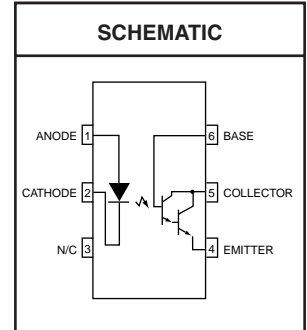 SCHEMATIC
ANODE 1
6 BASE
CATHODE 2
5 COLLECTOR
N/C 3
4 EMITTER